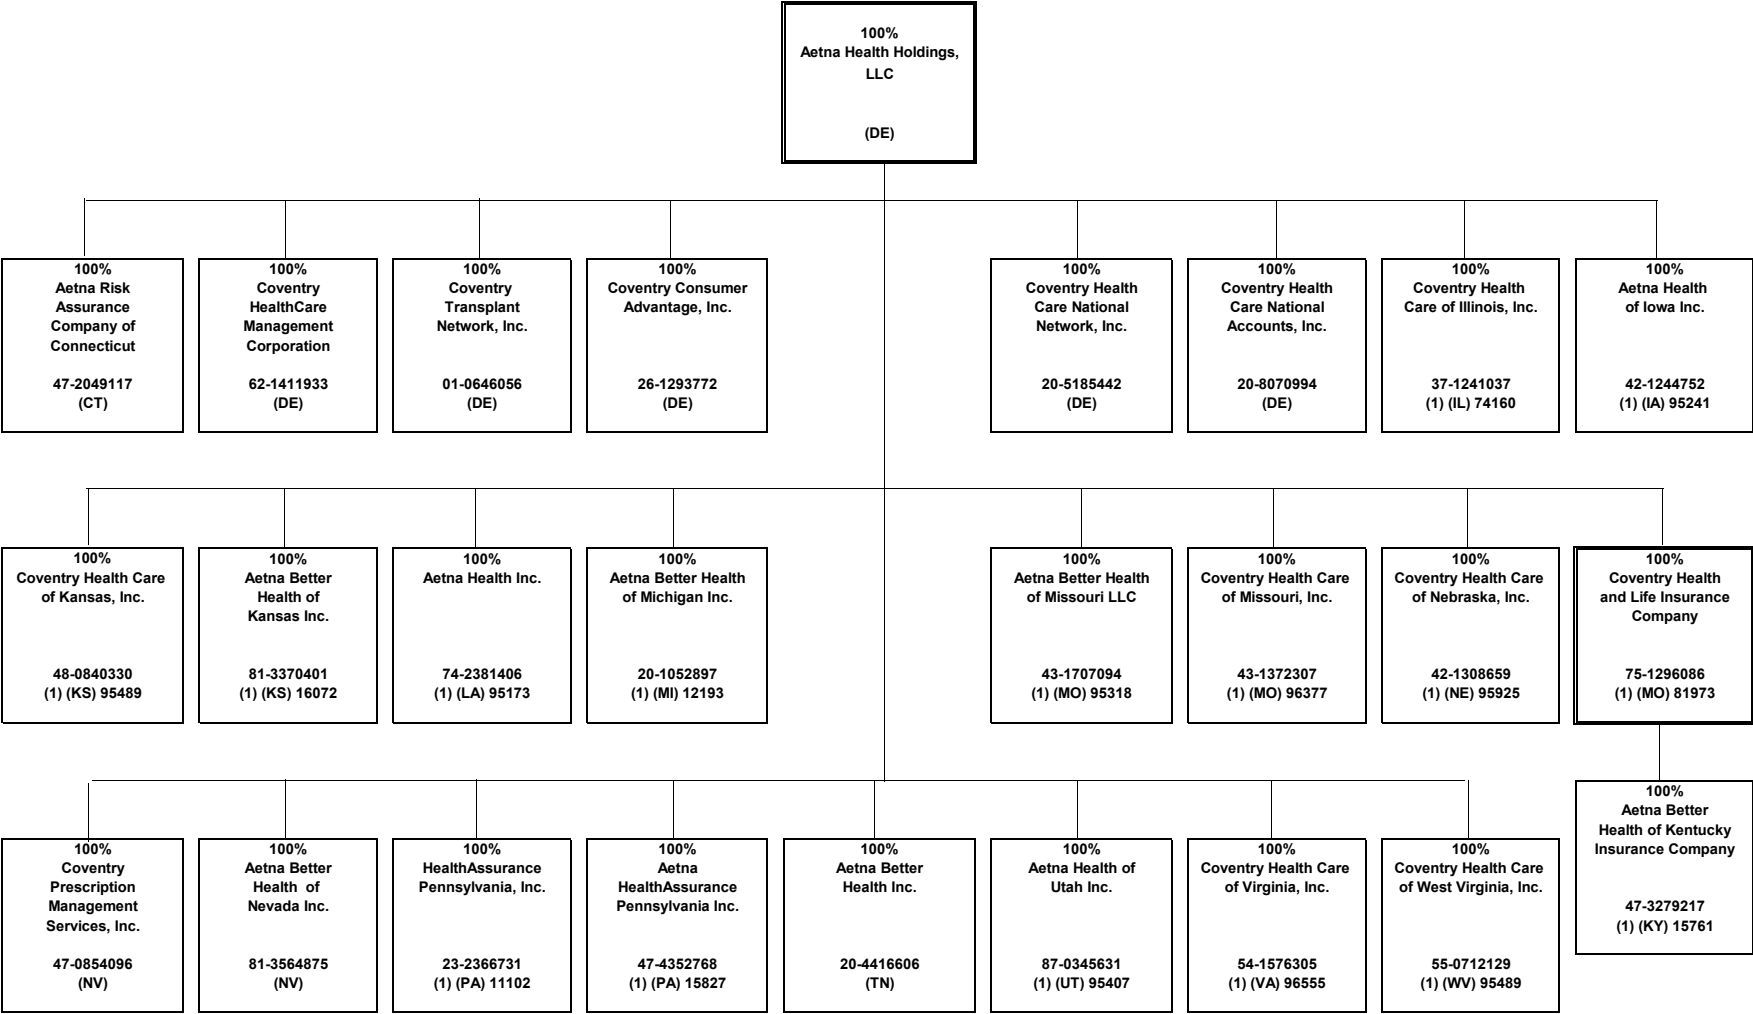 100%
Aetna Health Holdings,
LLC
(DE)
100%
Aetna Risk
Assurance
Company of
Connecticut
47-2049117
(CT)
100%
Coventry
HealthCare
Management
Corporation
62-1411933
(DE)
100%
Coventry
Transplant
Network, Inc.
01-0646056
(DE)
100%
Coventry Consumer
Advantage, Inc.
26-1293772
(DE)
100%
Coventry Health
Care National
Network, Inc.
20-5185442
(DE)
100%
Coventry Health
Care National
Accounts, Inc.
20-8070994
(DE)
100%
Coventry Health
Care of Illinois, Inc.
37-1241037
(1) (IL) 74160
100%
Aetna Health
of Iowa Inc.
42-1244752
(1) (IA) 95241
100%
Coventry Health Care
of Kansas, Inc.
48-0840330
(1) (KS) 95489
100%
Aetna Better
Health of
Kansas Inc.
81-3370401
(1) (KS) 16072
100%
Aetna Health Inc.
74-2381406
(1) (LA) 95173
100%
Aetna Better Health
of Michigan Inc.
20-1052897
(1) (MI) 12193
100%
Aetna Better Health
of Missouri LLC
43-1707094
(1) (MO) 95318
100%
Coventry Health Care
of Missouri, Inc.
43-1372307
(1) (MO) 96377
100%
Coventry Health Care
of Nebraska, Inc.
42-1308659
(1) (NE) 95925
100%
Coventry Health
and Life Insurance
Company
75-1296086
(1) (MO) 81973
100%
Coventry
Prescription
Management
Services, Inc.
47-0854096
(NV)
100%
Aetna Better
Health of
Nevada Inc.
81-3564875
(NV)
100%
HealthAssurance
Pennsylvania, Inc.
23-2366731
(1) (PA) 11102
100%
Aetna
HealthAssurance
Pennsylvania Inc.
47-4352768
(1) (PA) 15827
100%
Aetna Better
Health Inc.
20-4416606
(TN)
100%
Aetna Health of
Utah Inc.
87-0345631
(1) (UT) 95407
100%
Coventry Health Care
of Virginia, Inc.
54-1576305
(1) (VA) 96555
100%
Coventry Health Care
of West Virginia, Inc.
55-0712129
(1) (WV) 95489
100%
Aetna Better
Health of Kentucky
Insurance Company
47-3279217
(1) (KY) 15761